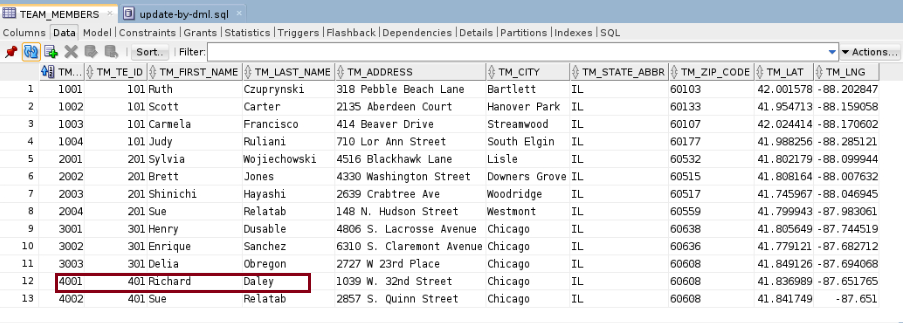 TEAM_MEMBERS update-by-dml.sql
Columns Data Model Constraints Grants Statistics Triggers Flashback Dependencies Details Partitions Indexes SQL
Sort.. Filter: Actions...
TM... TM_TE_ID TM_FIRST_NAME TM_LAST_NAME TM_ADDRESS TM_CITY TM_STATE_ABBR TM_ZIP_CODE TM_LAT TM_LNG
1 1001 101 Ruth Czuprynski 318 Pebble Beach Lane Bartlett IL 60103 42.001578 -88.202847
2 1002 101 Scott Carter 2135 Aberdeen Court Hanover Park IL 60133 41.954713 -88.159058
3 1003 101 Carmela Francisco 414 Beaver Drive Streamwood IL 60107 42.024414 -88.170602
4 1004 101 Judy Ruliani 710 Lor Ann Street South Elgin IL 60177 41.988256 -88.285121
5 2001 201 Sylvia Wojiechowski 4516 Blackhawk Lane Lisle IL 60532 41.802179 -88.099944
6 2002 201 Brett Jones 4330 Washington Street Downers Grove IL 60515 41.808164 -88.007632
7 2003 201 Shinichi Hayashi 2639 Crabtree Ave Woodridge IL 60517 41.745967 -88.046945
8 2004 201 Sue Relatab 148 N. Hudson Street Westmont IL 60559 41.799943 -87.983061
9 3001 301 Henry Dusable 4806 S. Lacrosse Avenue Chicago IL 60638 41.805649 -87.744519
10 3002 301 Enrique Sanchez 6310 S. Claremont Avenue Chicago IL 60636 41.779121 -87.682712
11 3003 301 Delia Obregon 2727 W 23rd Place Chicago IL 60608 41.849126 -87.694068
12 4001 401 Richard Daley 1039 W. 32nd Street Chicago IL 60608 41.836989 -87.651765
13 4002 401 Sue Relatab 2857 S. Quinn Street Chicago IL 60608 41.841749 -87.651